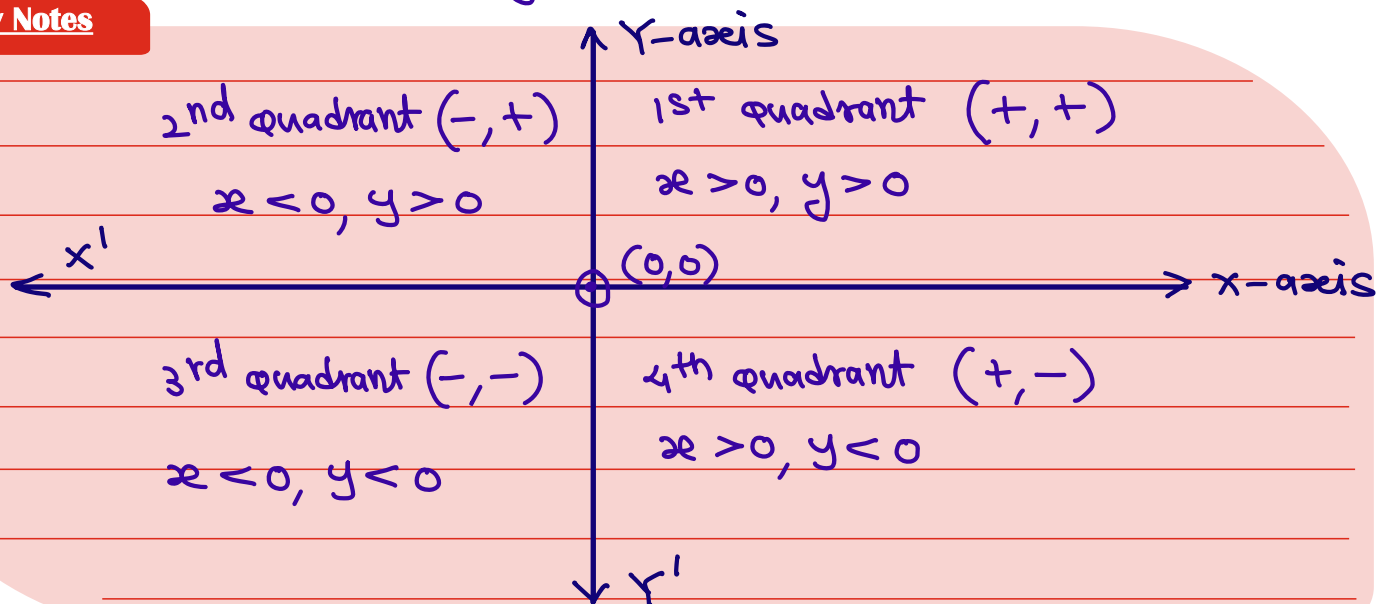 Notes
Y-axis
2nd quadrant (-,+)
1st quadrant (+,+)
x<0, y>0
x>0, y>0
x'
(0,0)
x-axis
3rd quadrant (-,-)
4th quadrant (+,-)
x>0, y<0
x<0, y<0
Y'